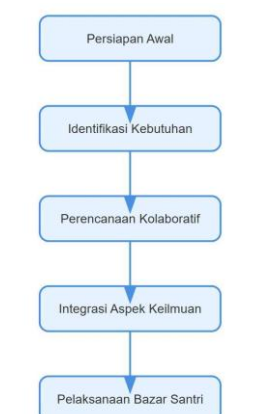 Persiapan Awal
Identifikasi Kebutuhan
Perencanaan Kolaboratif
Integrasi Aspek Keilmuan
Pelaksanaan Bazar Santri